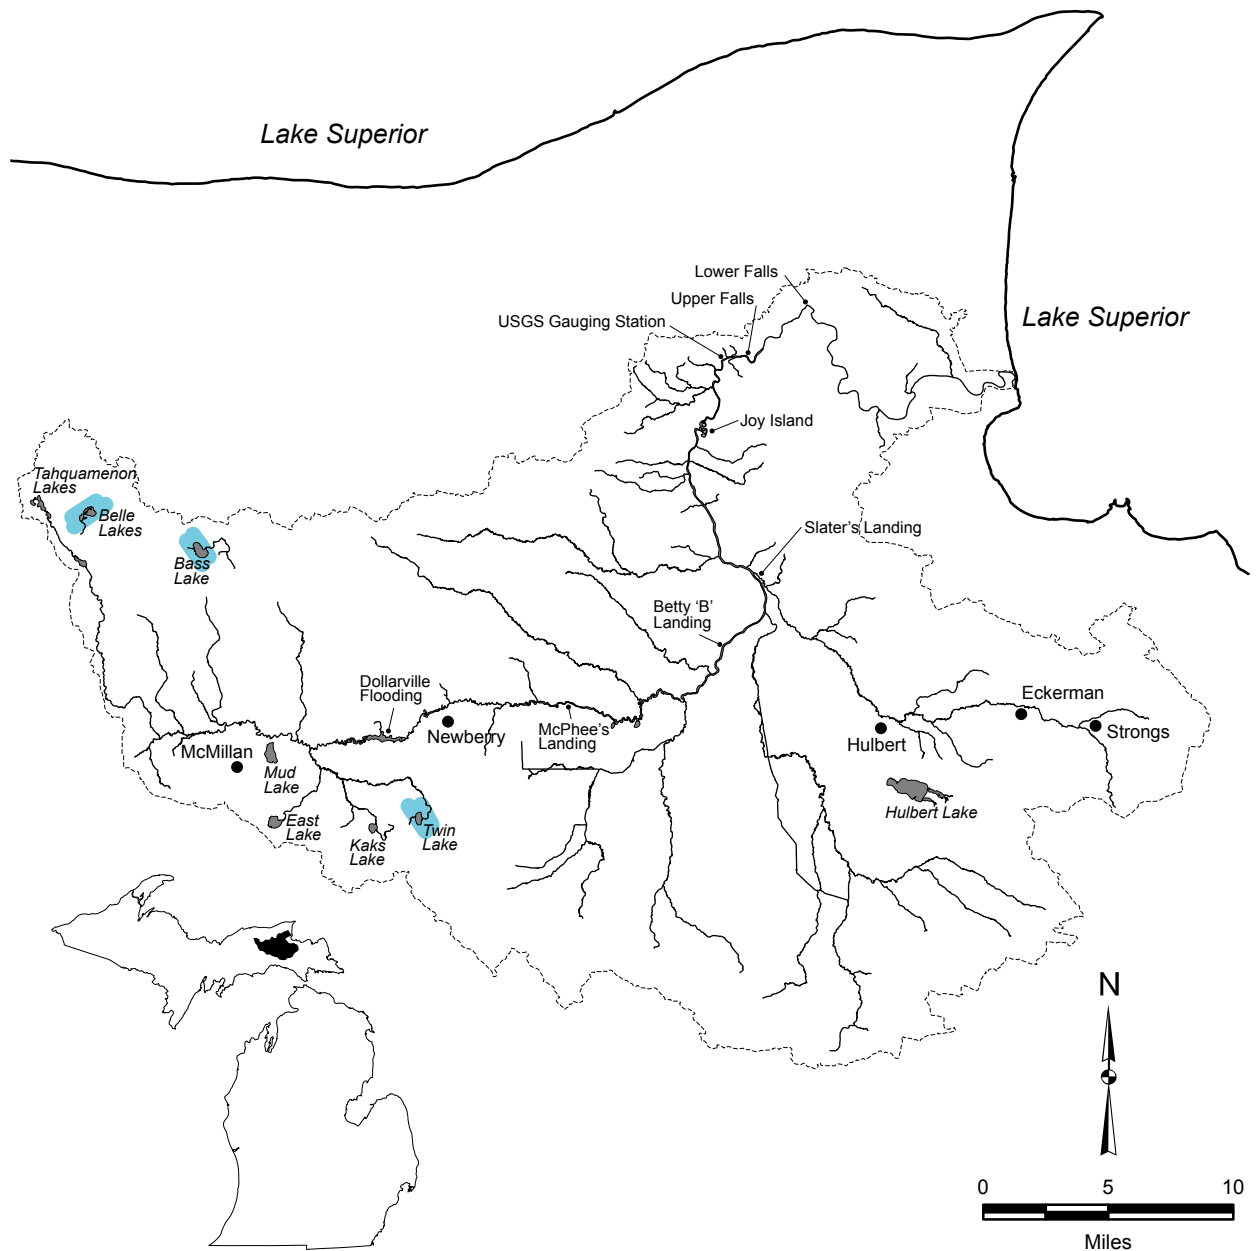 Lake Superior
Lower Falls
Upper Falls
USGS Gauging Station
Lake Superior
Joy Island
Tahquamenon
Lakes
Belle
Lakes
Bass
Lake
Slater's Landing
Betty ‘B’
Landing
Dollarville
Flooding
Eckerman
McPhee's
Landing
Newberry
Hulbert
Strongs
McMillan
Mud
Lake
Hulbert Lake
East
Lake
Kaks
Lake
Twin
Lake
N
0 5 10
Miles